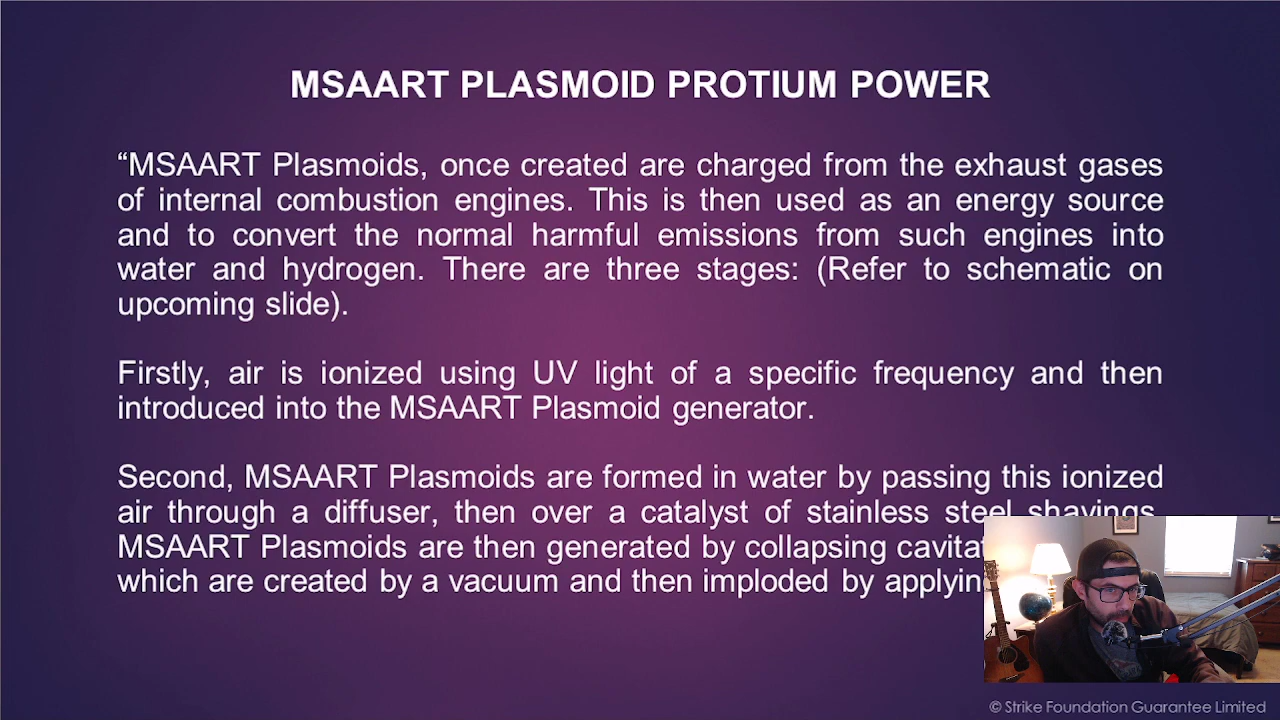 MSAART PLASMOID PROTIUM POWER
“MSAART Plasmoids, once created are charged from the exhaust gases
of internal combustion engines. This is then used as an energy source
and to convert the normal harmful emissions from such engines into
water and hydrogen. There are three stages: (Refer to schematic on
upcoming slide).
Firstly, air is ionized using UV light of a specific frequency and then
introduced into the MSAART Plasmoid generator.
Second, MSAART Plasmoids are formed in water by passing this ionized
air through a diffuser, then over a catalyst of stainless steel shavings.
MSAART Plasmoids are then generated by collapsing
which are created by a vacuum and then imploded by
© Strike Foundation Guarantee Limited